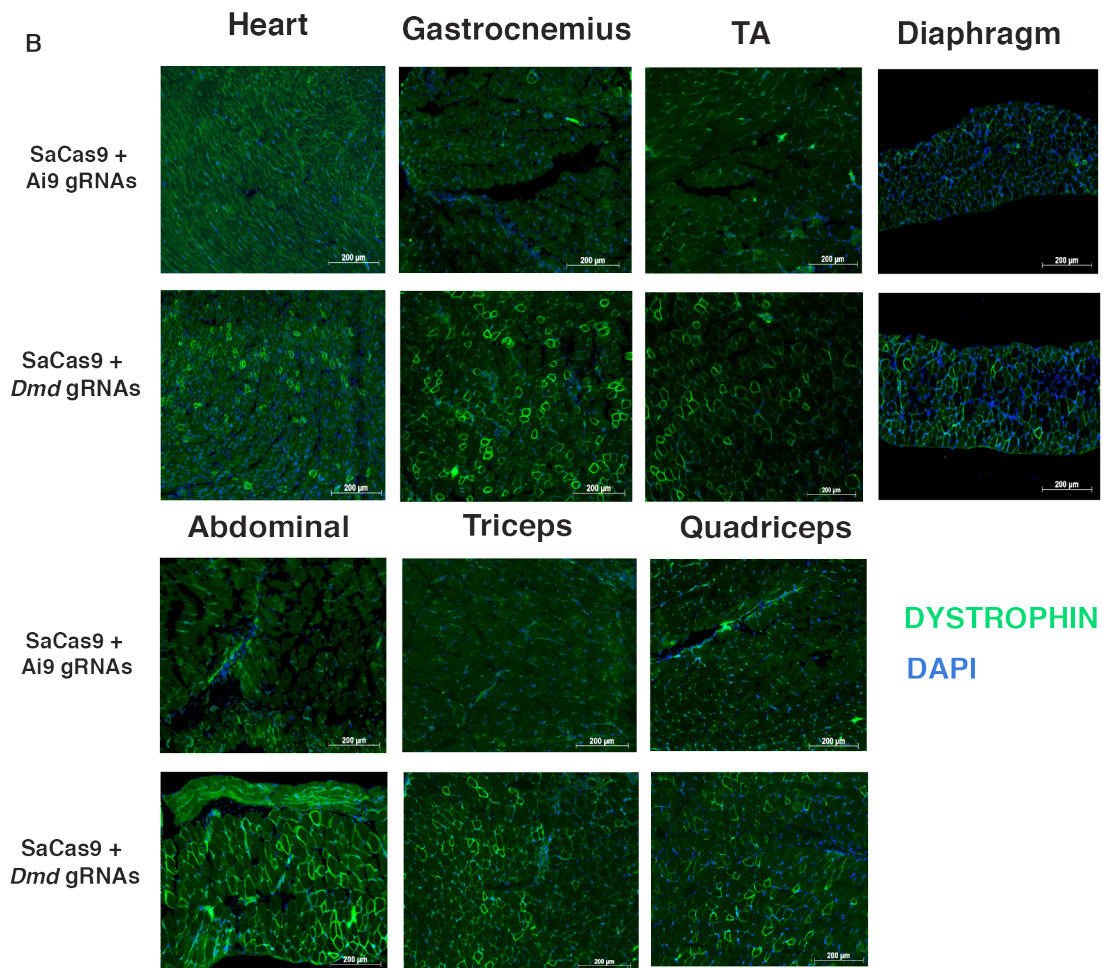 B
Heart
Gastrocnemius
TA
Diaphragm
SaCas9 +
Ai9 gRNAs
200 µm
200 µm
200 µm
200 µm
SaCas9 +
Dmd gRNAs
200 µm
200 µm
200 µm
200 µm
Abdominal
Triceps
Quadriceps
SaCas9 +
Ai9 gRNAs
200 µm
200 µm
200 µm
DYSTROPHIN
DAPI
SaCas9 +
Dmd gRNAs
200 µm
200 µm
200 µm